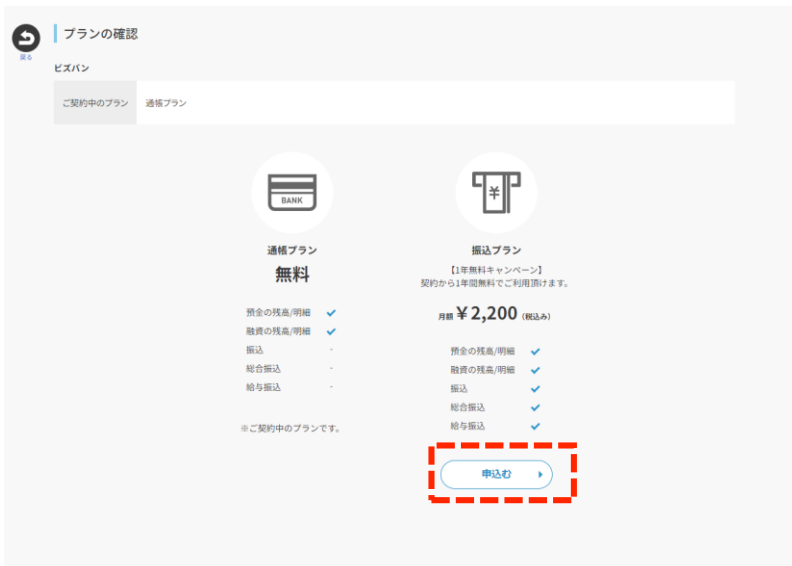 プランの確認
戻る
ビズバン
ご契約中のプラン 通帳プラン
BANK
通帳プラン
無料
預金の残高/明細
融資の残高/明細
振込 -
総合振込 -
給与振込 -
※ご契約中のプランです。
¥
振込プラン
【1年無料キャンペーン】
契約から1年間無料でご利用頂けます。
月額 ¥2,200 (税込み)
預金の残高/明細
融資の残高/明細
振込
総合振込
給与振込
申込む